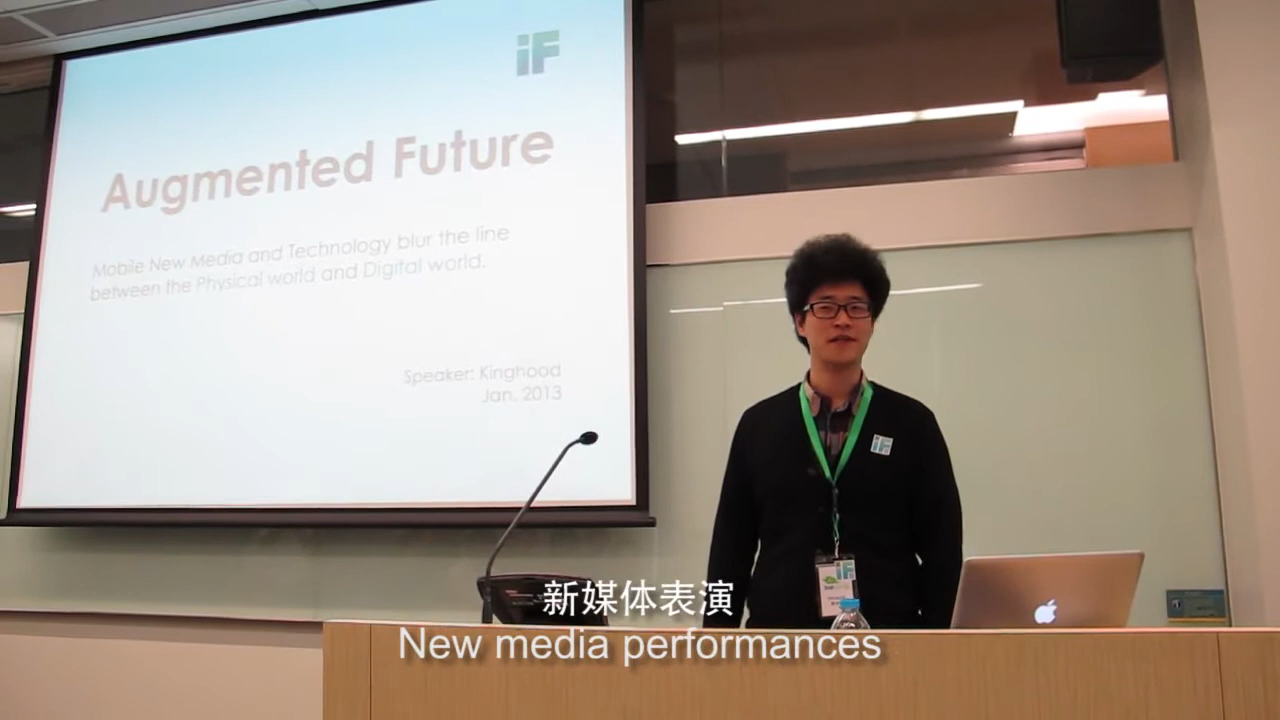 iF
Augmented Future
Mobile New Media and Technology blur the line
between the Physical world and Digital world.
Speaker: Kinghood
Jan, 2013
iF
iF
新媒体表演
New media performances